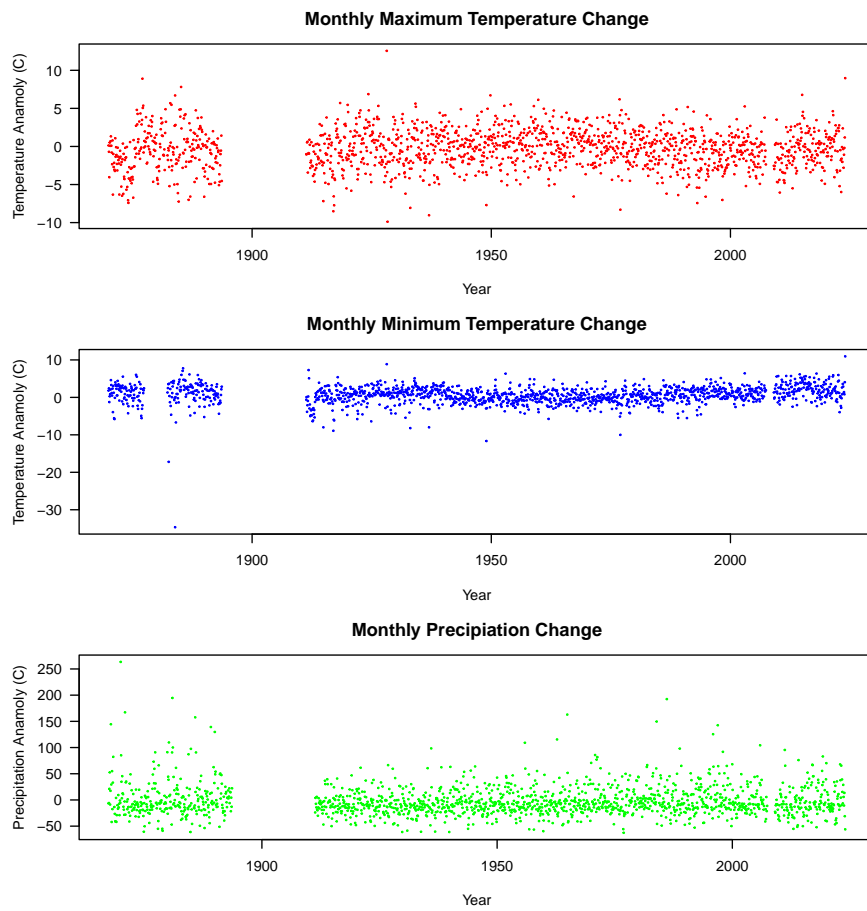 Monthly Maximum Temperature Change
Temperature Anamoly (C)
10
5
0
−5
−10
1900
1950
2000
Year
Monthly Minimum Temperature Change
Temperature Anamoly (C)
10
0
−10
−20
−30
1900
1950
2000
Year
Monthly Precipiation Change
Precipitation Anamoly (C)
250
200
150
100
50
0
−50
1900
1950
2000
Year